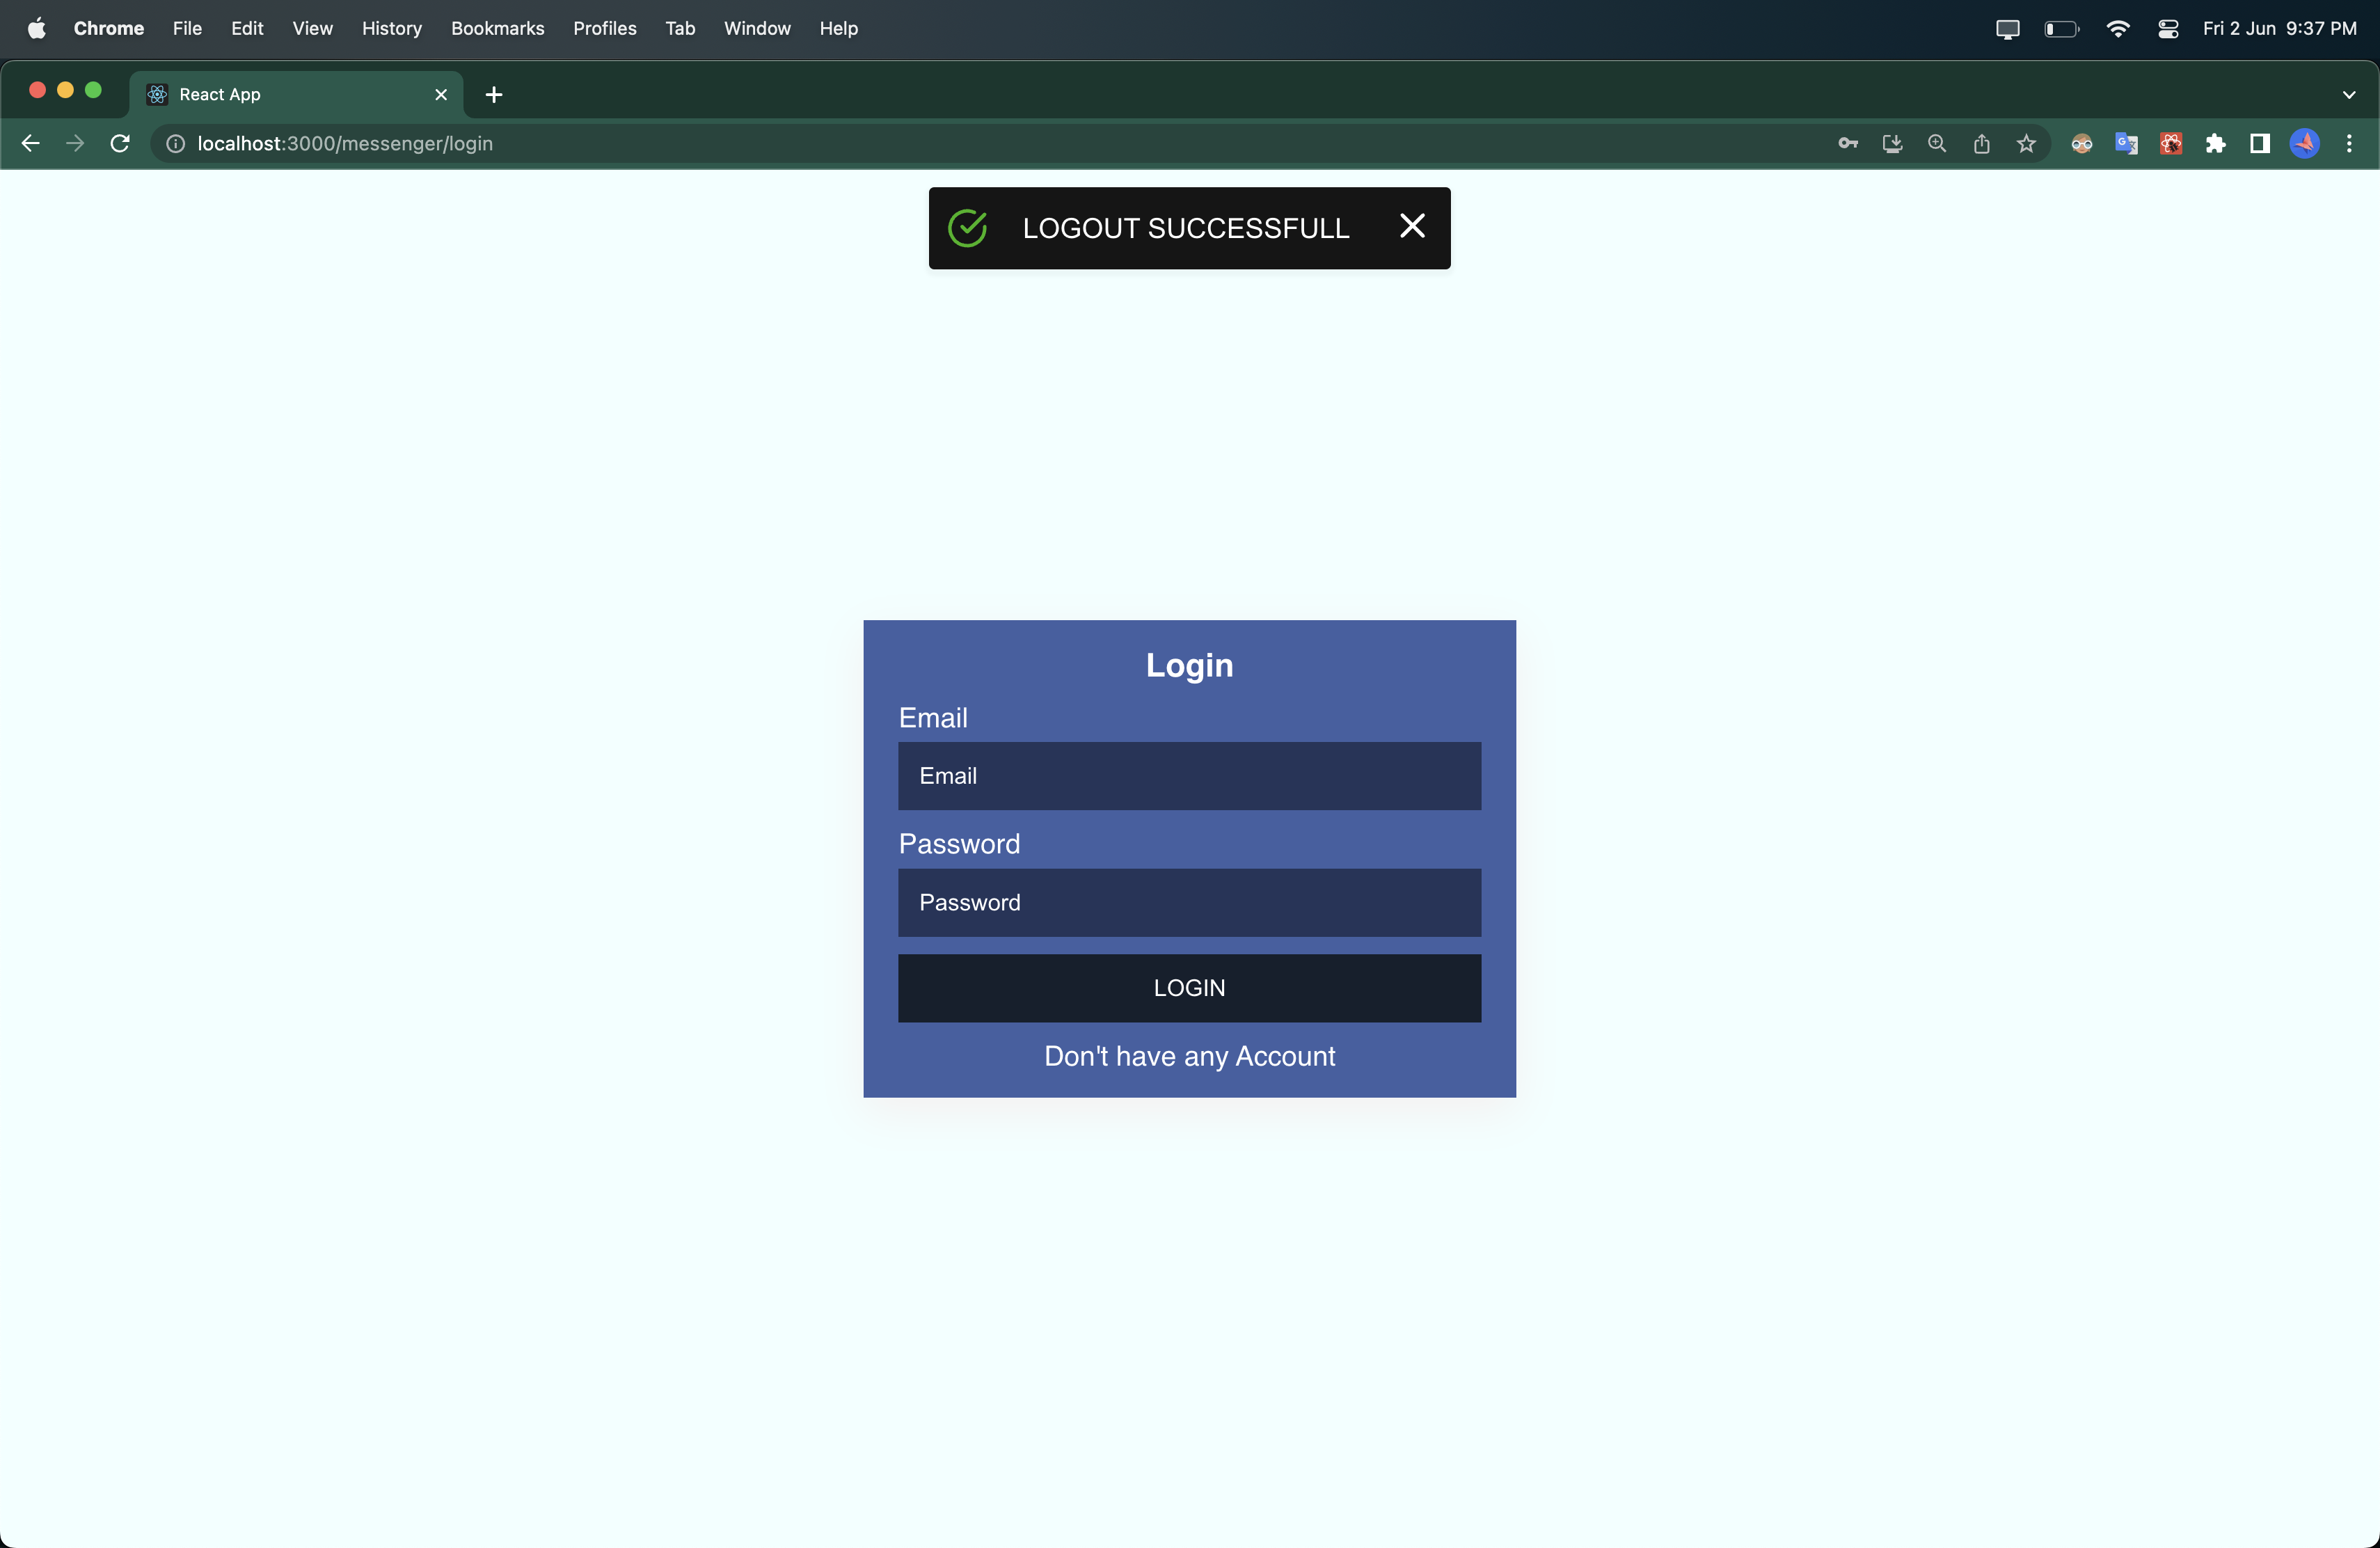 Chrome File Edit View History Bookmarks Profiles Tab Window Help Fri 2 Jun 9:37 PM
React App
localhost:3000/messenger/login
LOGOUT SUCCESSFULL
Login
Email
Email
Password
Password
LOGIN
Don't have any Account